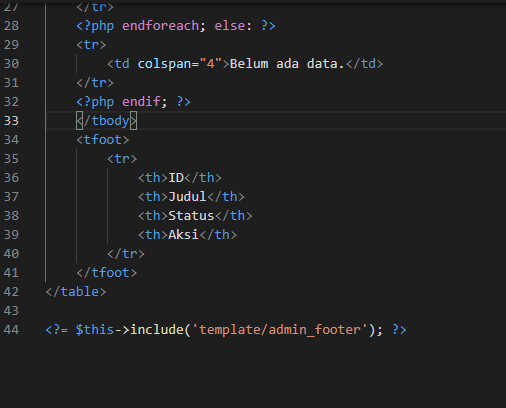 27 </tr>
28 <?php endforeach; else: ?>
29 <tr>
30 <td colspan="4">Belum ada data.</td>
31 </tr>
32 <?php endif; ?>
33 </tbody>
34 <tfoot>
35 <tr>
36 <th>ID</th>
37 <th>Judul</th>
38 <th>Status</th>
39 <th>Aksi</th>
40 </tr>
41 </tfoot>
42 </table>
43
44 <?= $this->include('template/admin_footer'); ?>